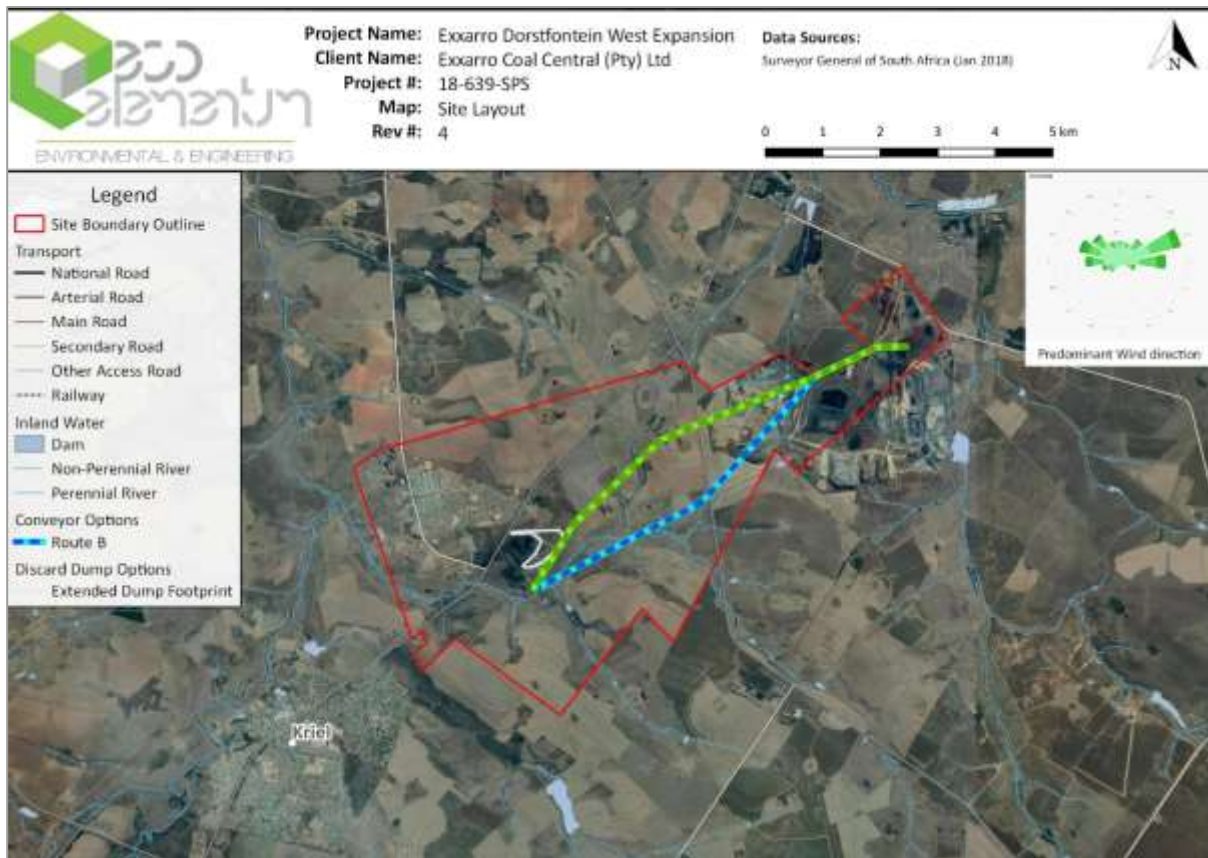 eco
elementum
ENVIRONMENTAL & ENGINEERING
Project Name: Exxarro Dorstfontein West Expansion
Client Name: Exxarro Coal Central (Pty) Ltd
Project #: 18-639-SPS
Map: Site Layout
Rev #: 4
Data Sources:
Surveyor General of South Africa (Jan 2018)
N
0 1 2 3 4 5 km
Legend
Site Boundary Outline
Transport
National Road
Arterial Road
Main Road
Secondary Road
Other Access Road
Railway
Inland Water
Dam
Non-Perennial River
Perennial River
Conveyor Options
Route B
Discard Dump Options
Extended Dump Footprint
Predominant Wind direction
Kriel